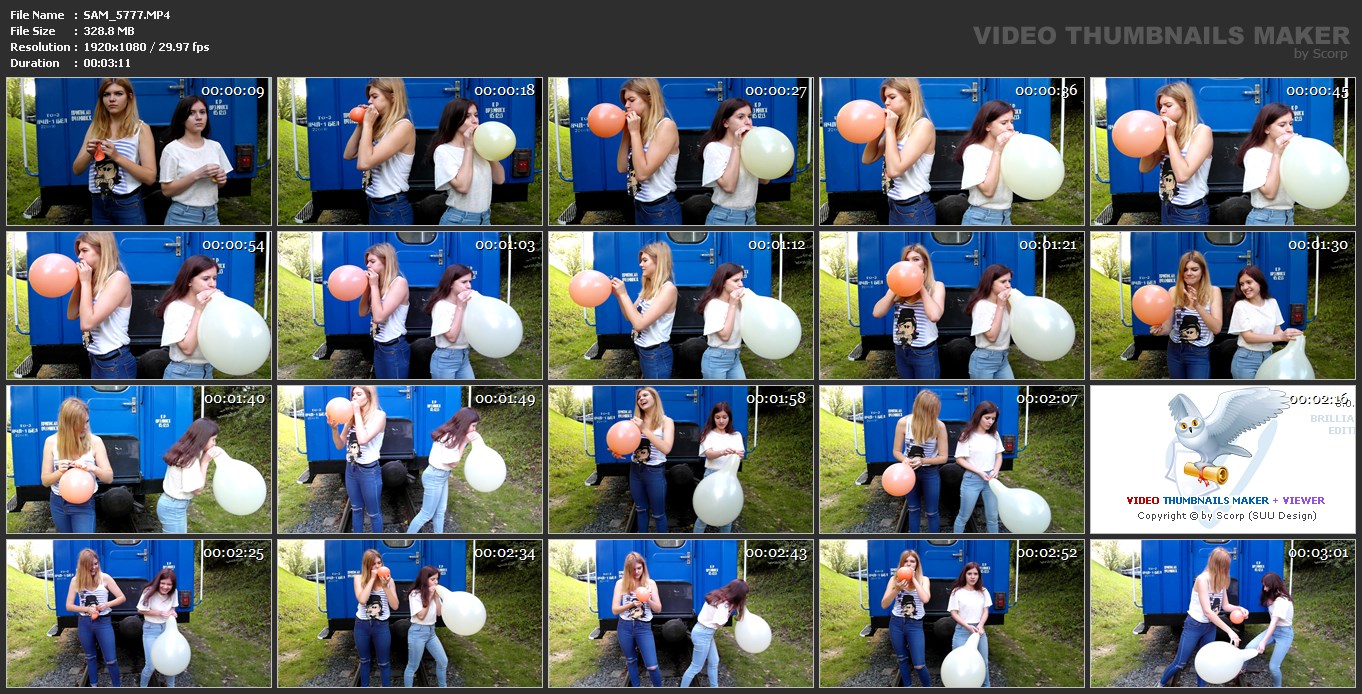 File Name : SAM_5777.MP4
File Size : 328.8 MB
Resolution : 1920x1080 / 29.97 fps
Duration : 00:03:11
VIDEO THUMBNAILS MAKER
by Scorp
00:00:09
00:00:18
00:00:27
00:00:36
00:00:45
00:00:54
00:01:03
00:01:12
00:01:21
00:01:30
00:01:40
00:01:49
00:01:58
00:02:07
00:02:16
BRILLIA
EDIT
VIDEO THUMBNAILS MAKER + VIEWER
Copyright © by Scorp (SUU Design)
00:02:25
00:02:34
00:02:43
00:02:52
00:03:01